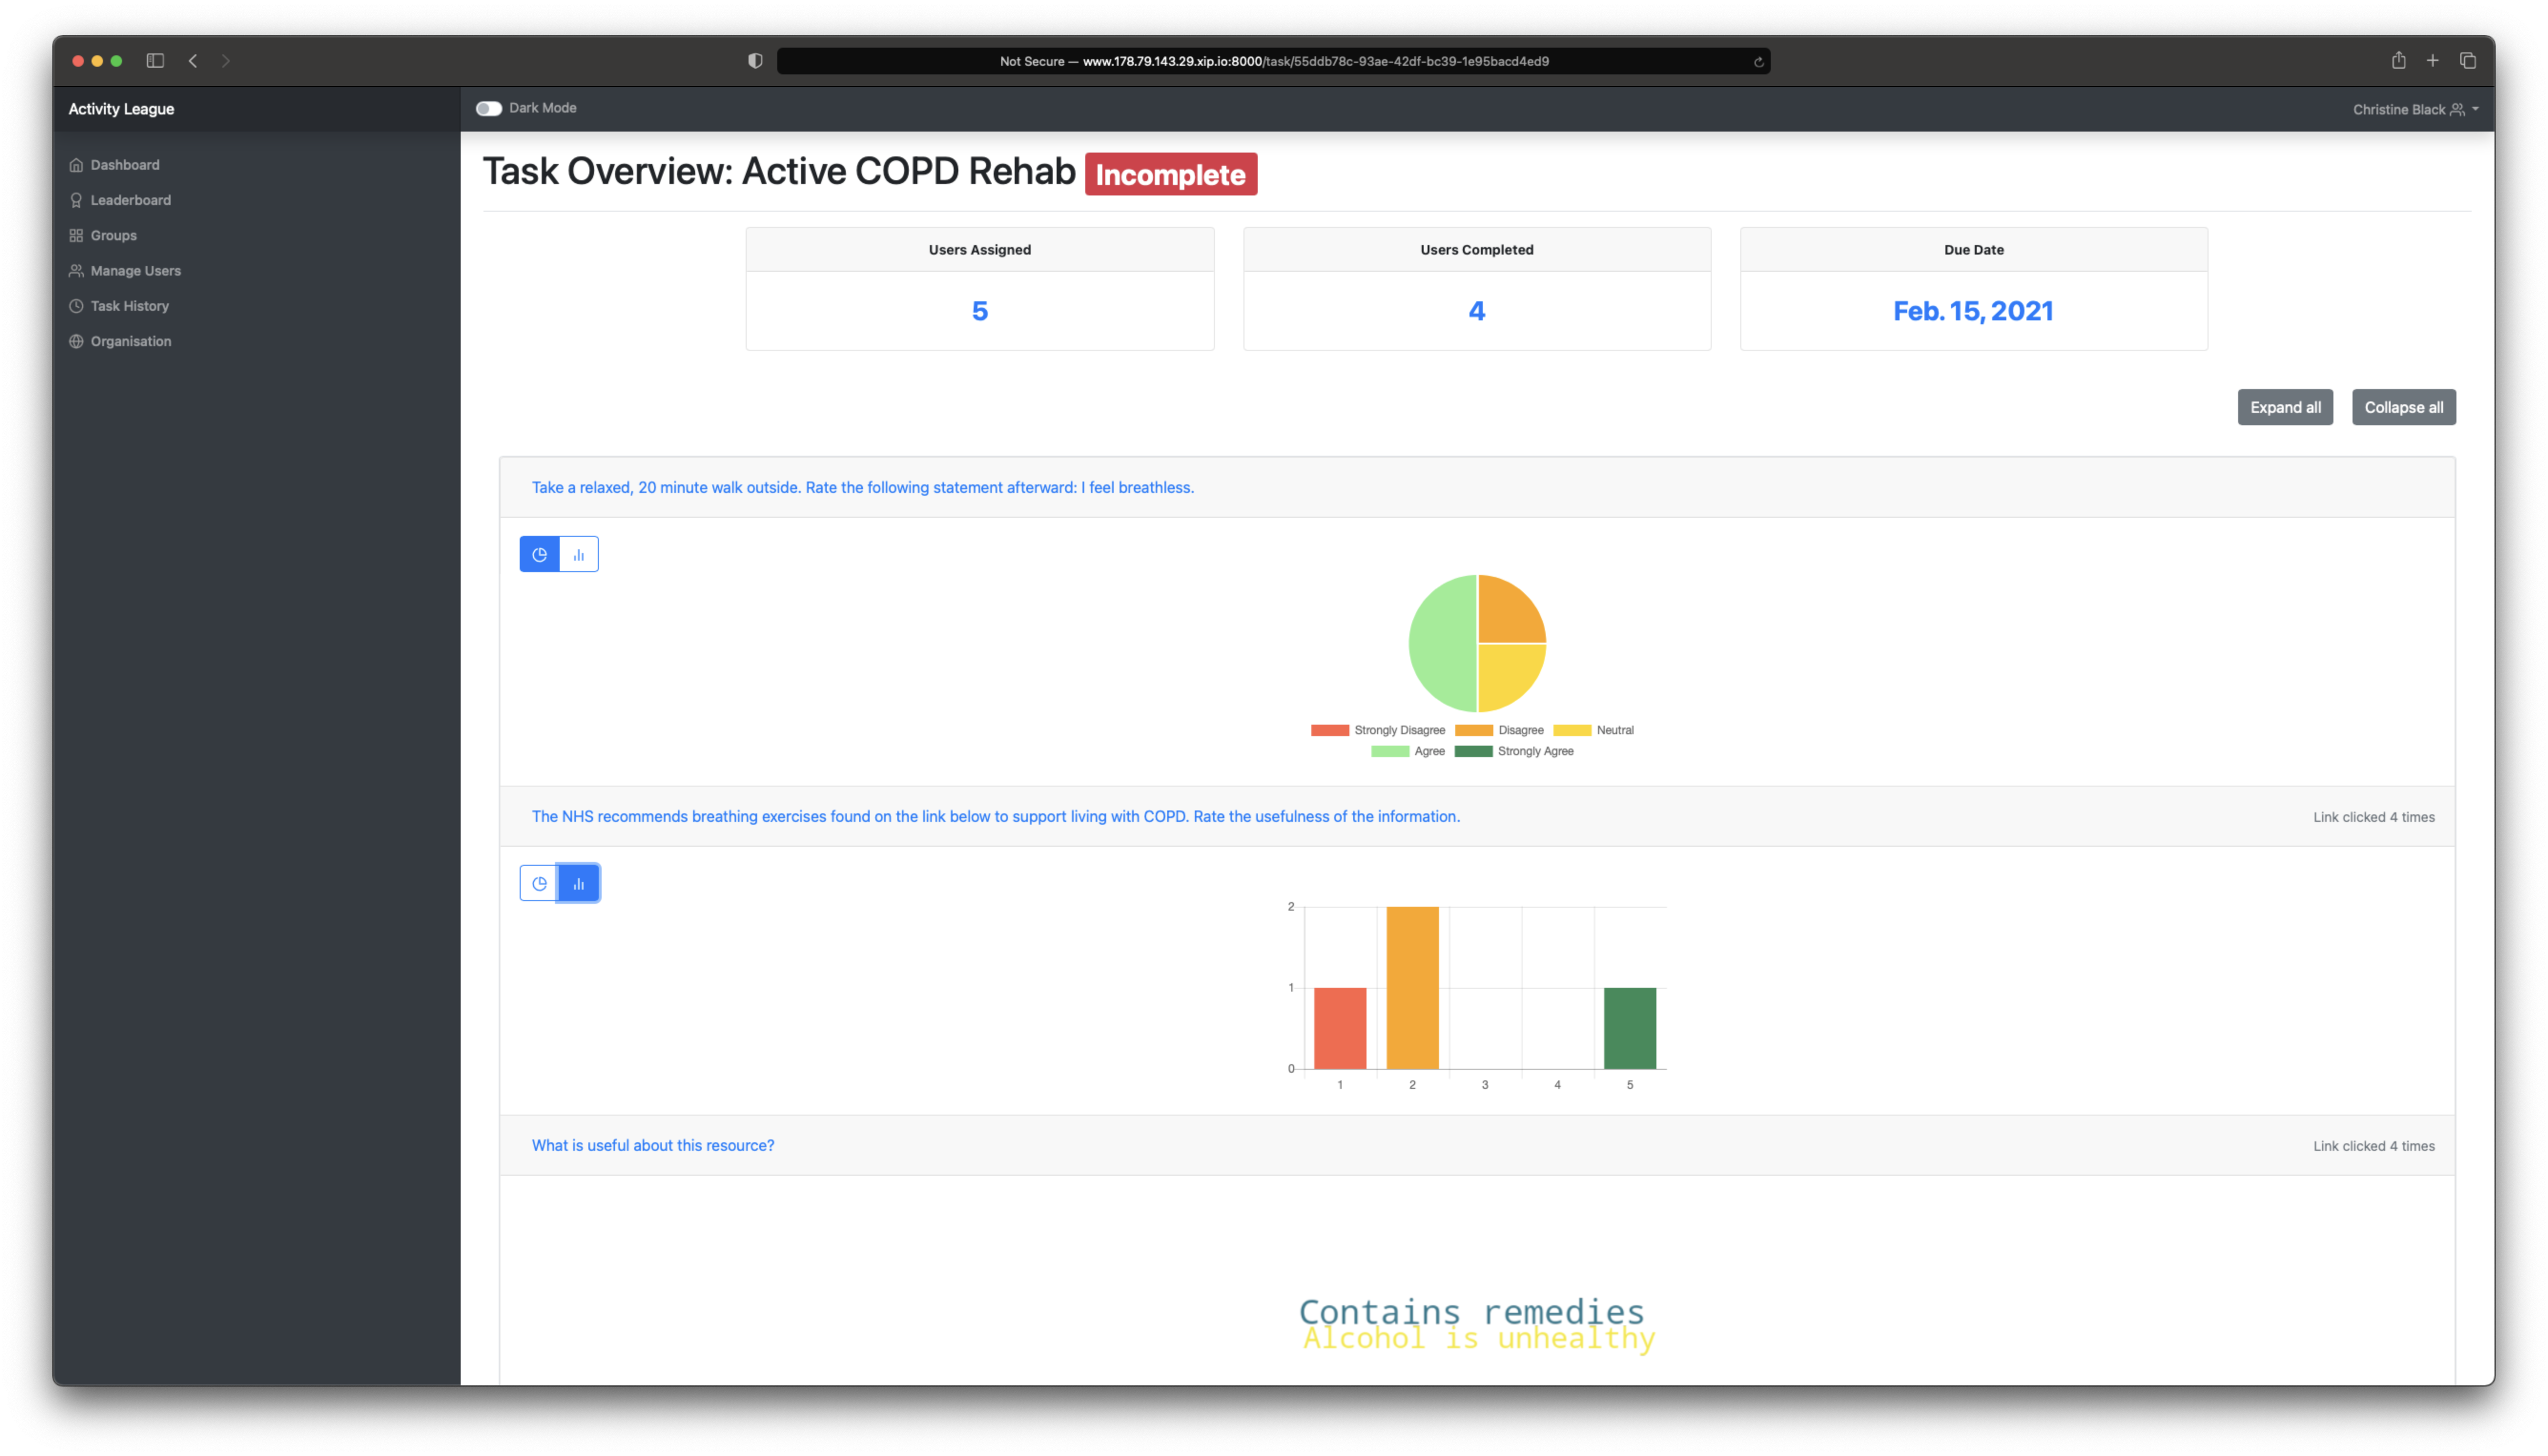 Not Secure — www.178.79.143.29.xip.io:8000/task/55ddb78c-93ae-42df-bc39-1e95bacd4ed9
Activity League
Dark Mode
Christine Black
Dashboard
Leaderboard
Groups
Manage Users
Task History
Organisation
Task Overview: Active COPD Rehab Incomplete
Users Assigned
5
Users Completed
4
Due Date
Feb. 15, 2021
Expand all
Collapse all
Take a relaxed, 20 minute walk outside. Rate the following statement afterward: I feel breathless.
Strongly Disagree Disagree Neutral
Agree Strongly Agree
The NHS recommends breathing exercises found on the link below to support living with COPD. Rate the usefulness of the information.
Link clicked 4 times
2
1
0
1 2 3 4 5
What is useful about this resource?
Link clicked 4 times
Contains remedies
Alcohol is unhealthy